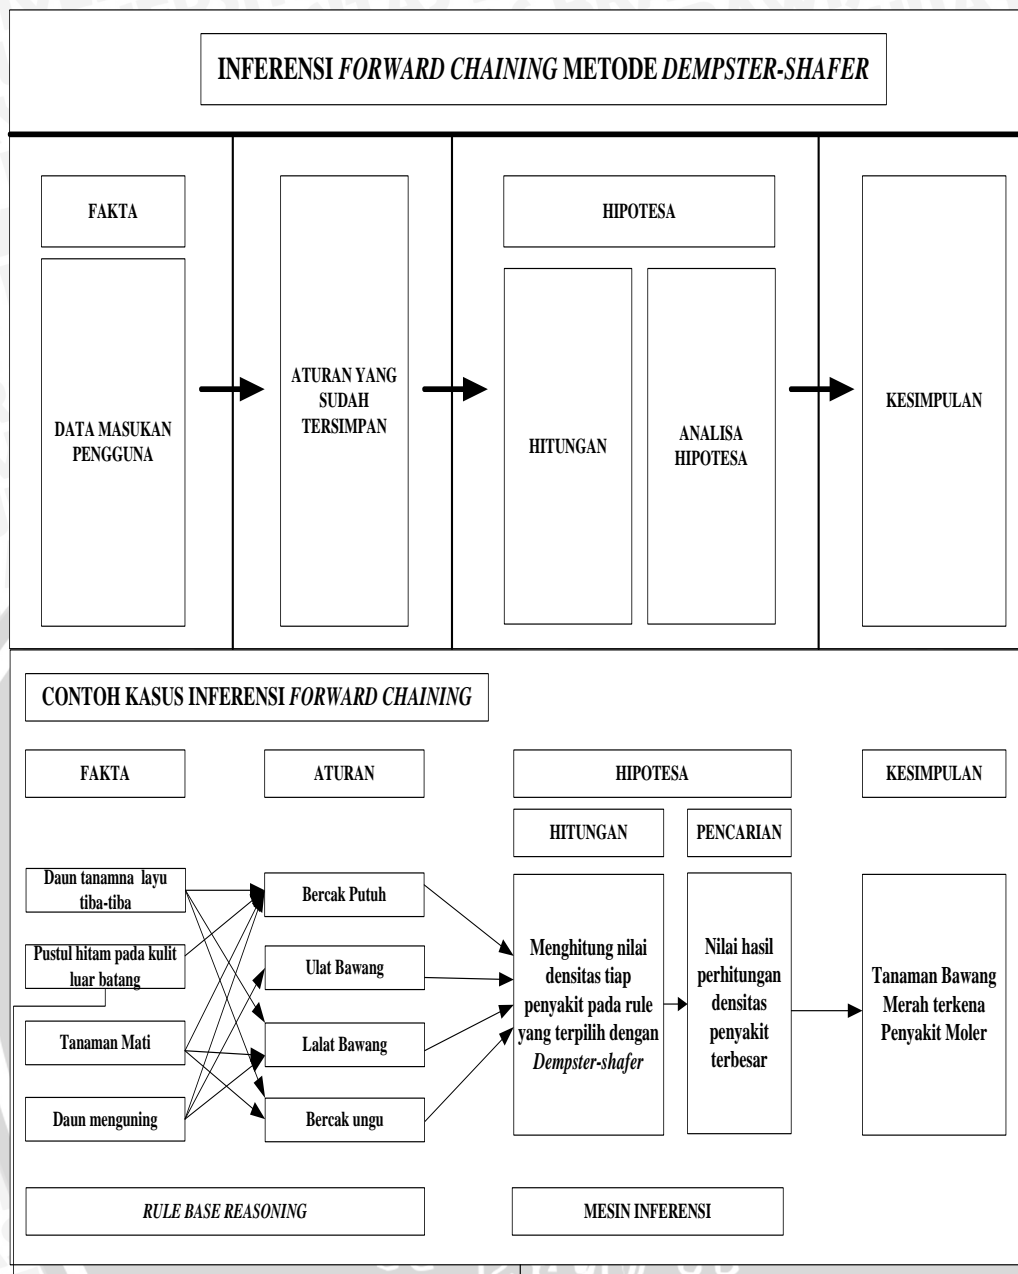 INFERENSI FORWARD CHAINING METODE DEMPSTER-SHAFER
FAKTA
DATA MASUKAN
PENGGUNA
ATURAN YANG
SUDAH
TERSIMPAN
HIPOTESA
HITUNGAN
ANALISA
HIPOTESA
KESIMPULAN
CONTOH KASUS INFERENSI FORWARD CHAINING
FAKTA
ATURAN
HIPOTESA
KESIMPULAN
HITUNGAN
PENCARIAN
Daun tanamna layu
tiba-tiba
Pustul hitam pada kulit
luar batang
Tanaman Mati
Daun menguning
Bercak Putuh
Ulat Bawang
Lalat Bawang
Bercak ungu
Menghitung nilai
densitas tiap
penyakit pada rule
yang terpilih dengan
Dempster-shafer
Nilai hasil
perhitungan
densitas
penyakit
terbesar
Tanaman Bawang
Merah terkena
Penyakit Moler
RULE BASE REASONING
MESIN INFERENSI